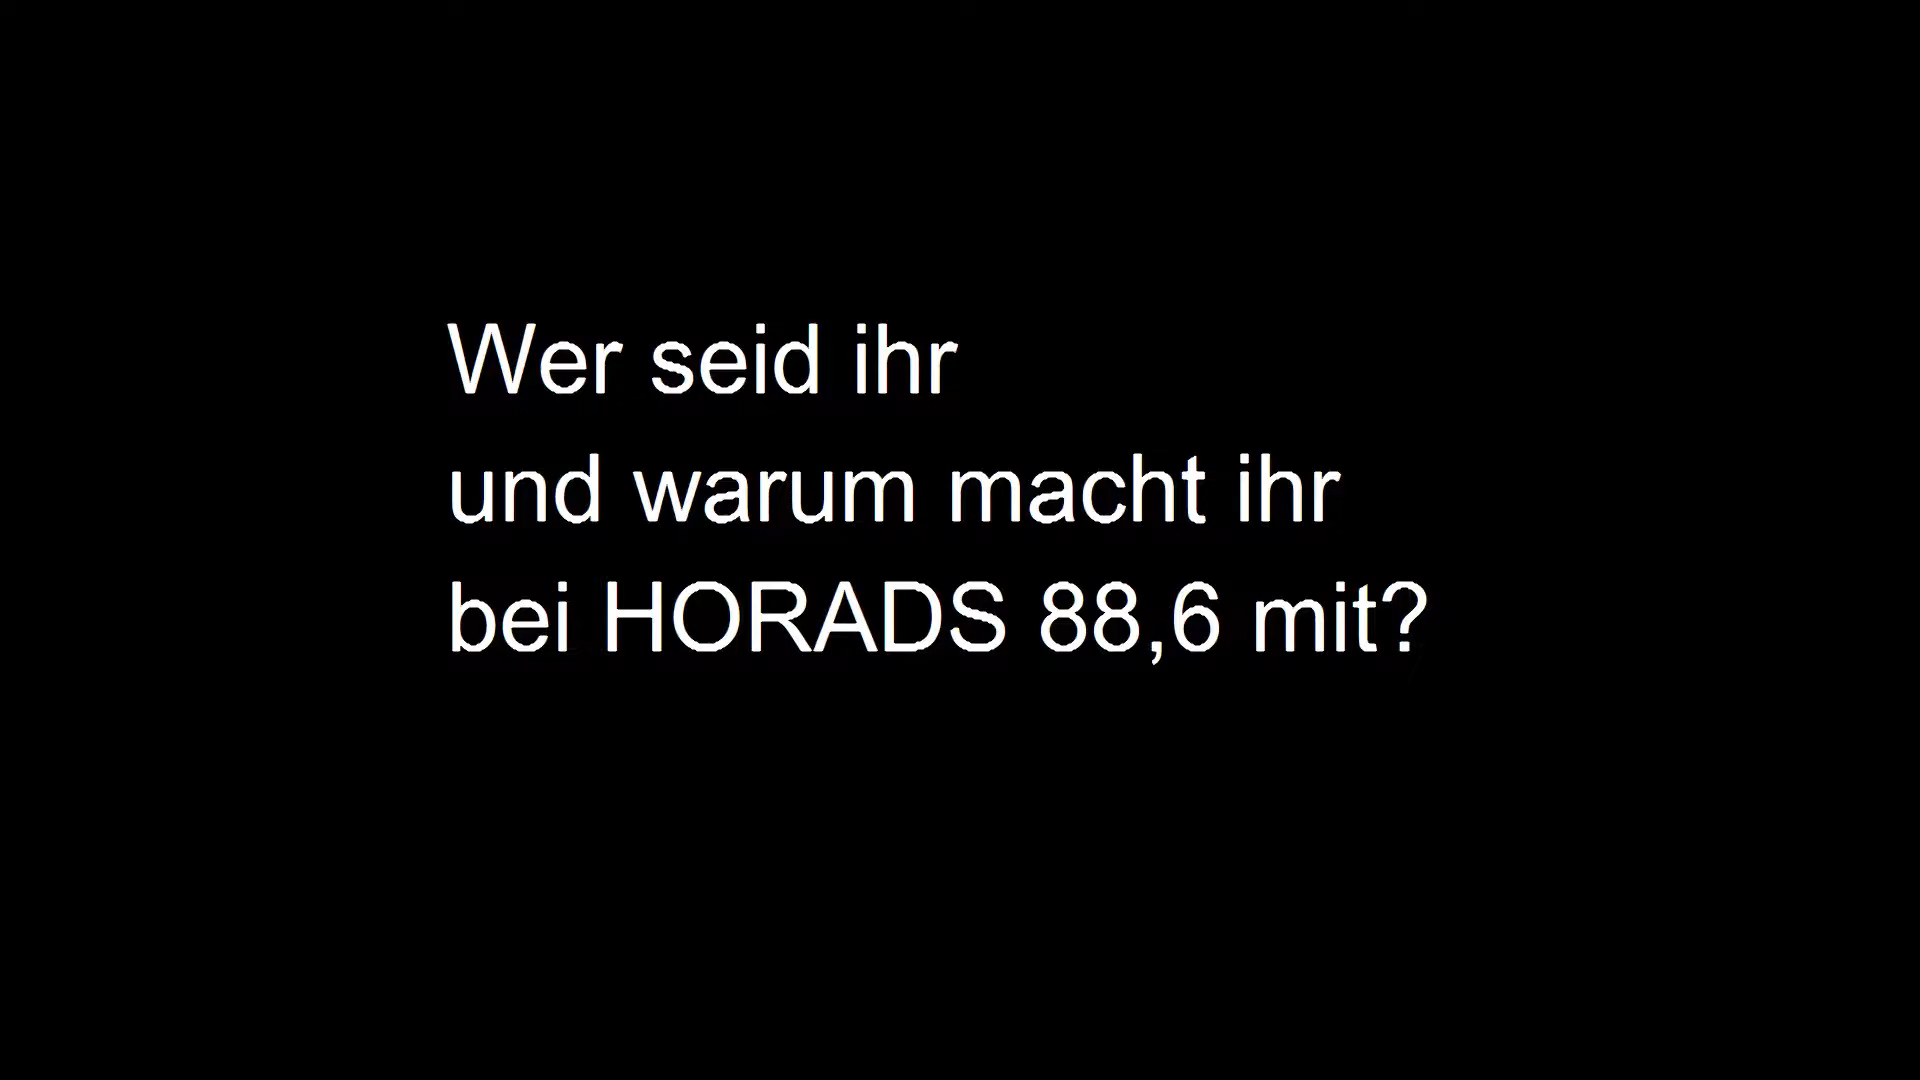 Wer seid ihr
und warum macht ihr
bei HORADS 88,6 mit?